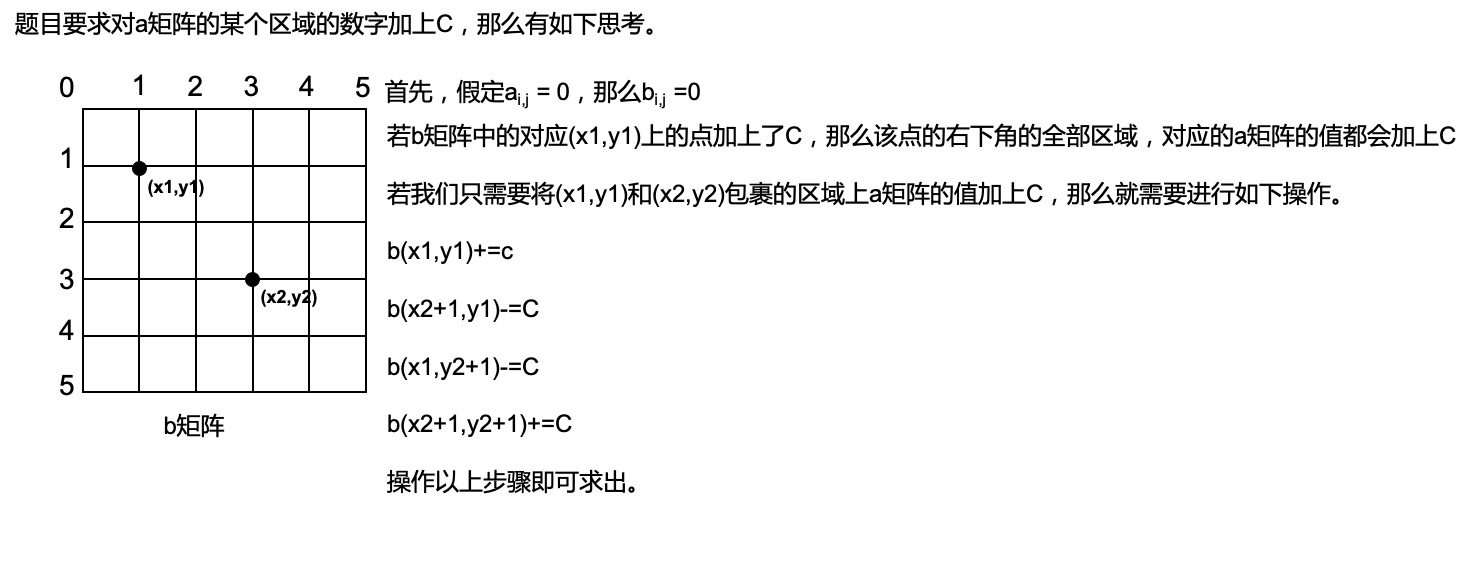 题目要求对a矩阵的某个区域的数字加上C，那么有如下思考。
0 1 2 3 4 5
首先，假定ai,j = 0，那么bi,j =0
若b矩阵中的对应(x1,y1)上的点加上了C，那么该点的右下角的全部区域，对应的a矩阵的值都会加上C
1
(x1,y1)
若我们只需要将(x1,y1)和(x2,y2)包裹的区域上a矩阵的值加上C，那么就需要进行如下操作。
2
b(x1,y1)+=c
3
(x2,y2)
b(x2+1,y1)-=C
4
b(x1,y2+1)-=C
5
b矩阵
b(x2+1,y2+1)+=C
操作以上步骤即可求出。